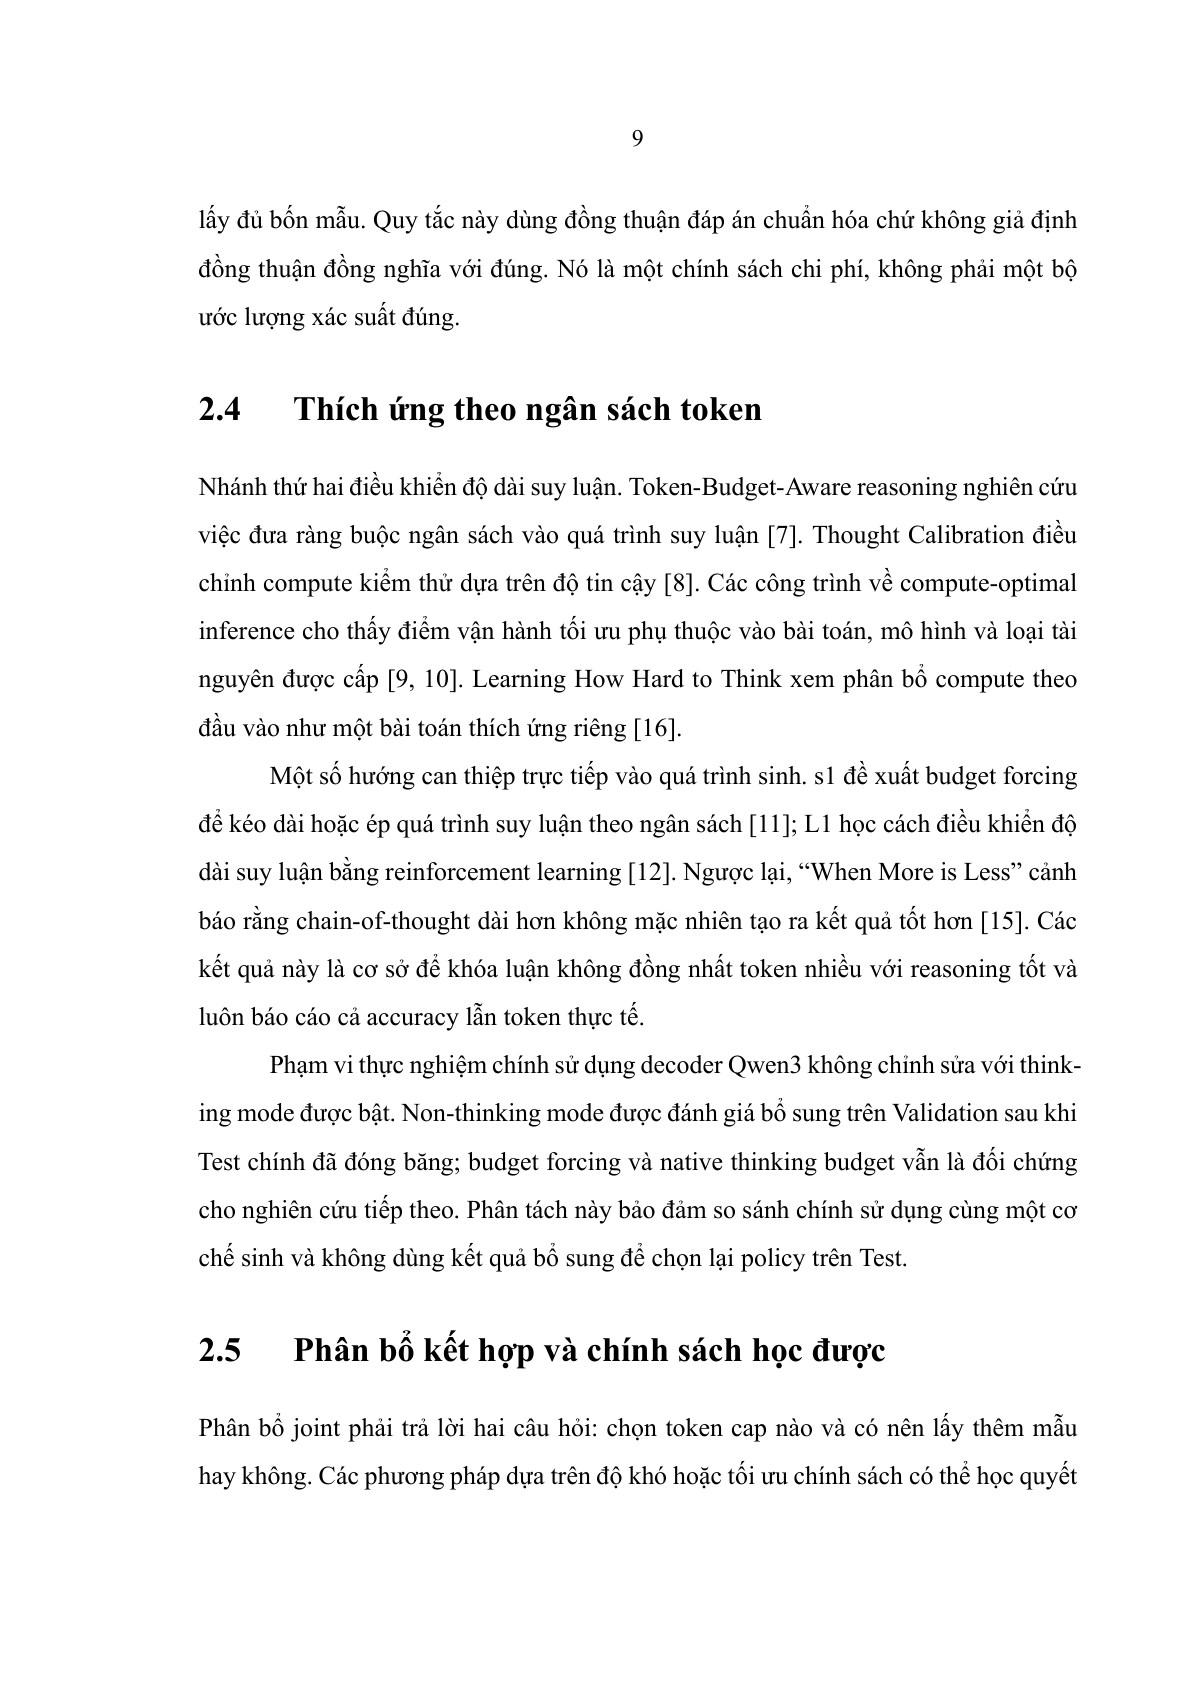 9
lấy đủ bốn mẫu. Quy tắc này dùng đồng thuận đáp án chuẩn hóa chứ không giả định
đồng thuận đồng nghĩa với đúng. Nó là một chính sách chi phí, không phải một bộ
ước lượng xác suất đúng.
2.4 Thích ứng theo ngân sách token
Nhánh thứ hai điều khiển độ dài suy luận. Token-Budget-Aware reasoning nghiên cứu
việc đưa ràng buộc ngân sách vào quá trình suy luận [7]. Thought Calibration điều
chỉnh compute kiểm thử dựa trên độ tin cậy [8]. Các công trình về compute-optimal
inference cho thấy điểm vận hành tối ưu phụ thuộc vào bài toán, mô hình và loại tài
nguyên được cấp [9, 10]. Learning How Hard to Think xem phân bổ compute theo
đầu vào như một bài toán thích ứng riêng [16].
Một số hướng can thiệp trực tiếp vào quá trình sinh. s1 đề xuất budget forcing
để kéo dài hoặc ép quá trình suy luận theo ngân sách [11]; L1 học cách điều khiển độ
dài suy luận bằng reinforcement learning [12]. Ngược lại, “When More is Less” cảnh
báo rằng chain-of-thought dài hơn không mặc nhiên tạo ra kết quả tốt hơn [15]. Các
kết quả này là cơ sở để khóa luận không đồng nhất token nhiều với reasoning tốt và
luôn báo cáo cả accuracy lẫn token thực tế.
Phạm vi thực nghiệm chính sử dụng decoder Qwen3 không chỉnh sửa với think-
ing mode được bật. Non-thinking mode được đánh giá bổ sung trên Validation sau khi
Test chính đã đóng băng; budget forcing và native thinking budget vẫn là đối chứng
cho nghiên cứu tiếp theo. Phân tách này bảo đảm so sánh chính sử dụng cùng một cơ
chế sinh và không dùng kết quả bổ sung để chọn lại policy trên Test.
2.5 Phân bổ kết hợp và chính sách học được
Phân bổ joint phải trả lời hai câu hỏi: chọn token cap nào và có nên lấy thêm mẫu
hay không. Các phương pháp dựa trên độ khó hoặc tối ưu chính sách có thể học quyết